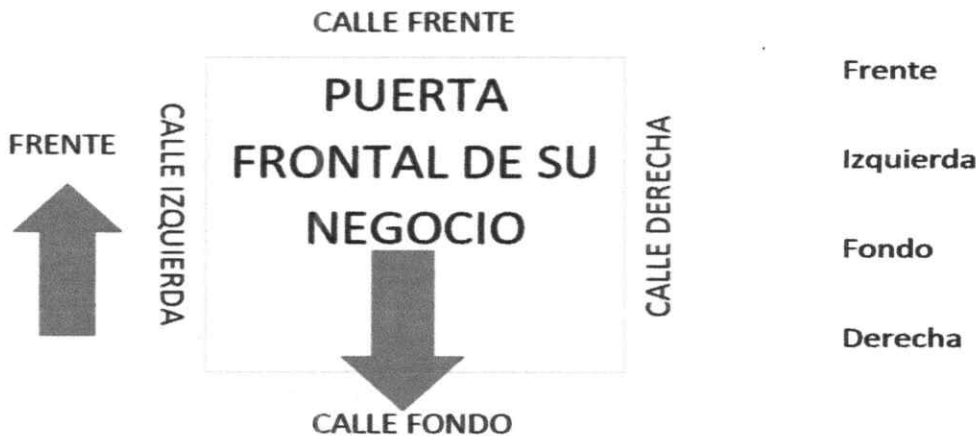 CALLE FRENTE
PUERTA
FRONTAL DE SU
NEGOCIO
FRENTE
CALLE IZQUIERDA
CALLE DERECHA
CALLE FONDO
Frente
Izquierda
Fondo
Derecha